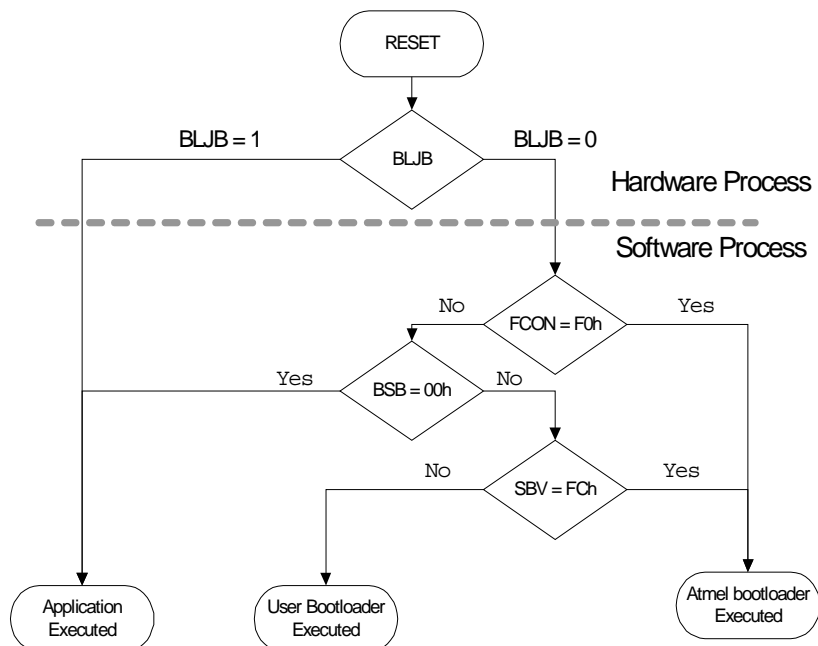 RESET
BLJB = 1
BLJB = 0
BLJB
Hardware Process
Software Process
No
Yes
FCON = F0h
Yes
No
BSB = 00h
No
Yes
SBV = FCh
Application
Executed
User Bootloader
Executed
Atmel bootloader
Executed